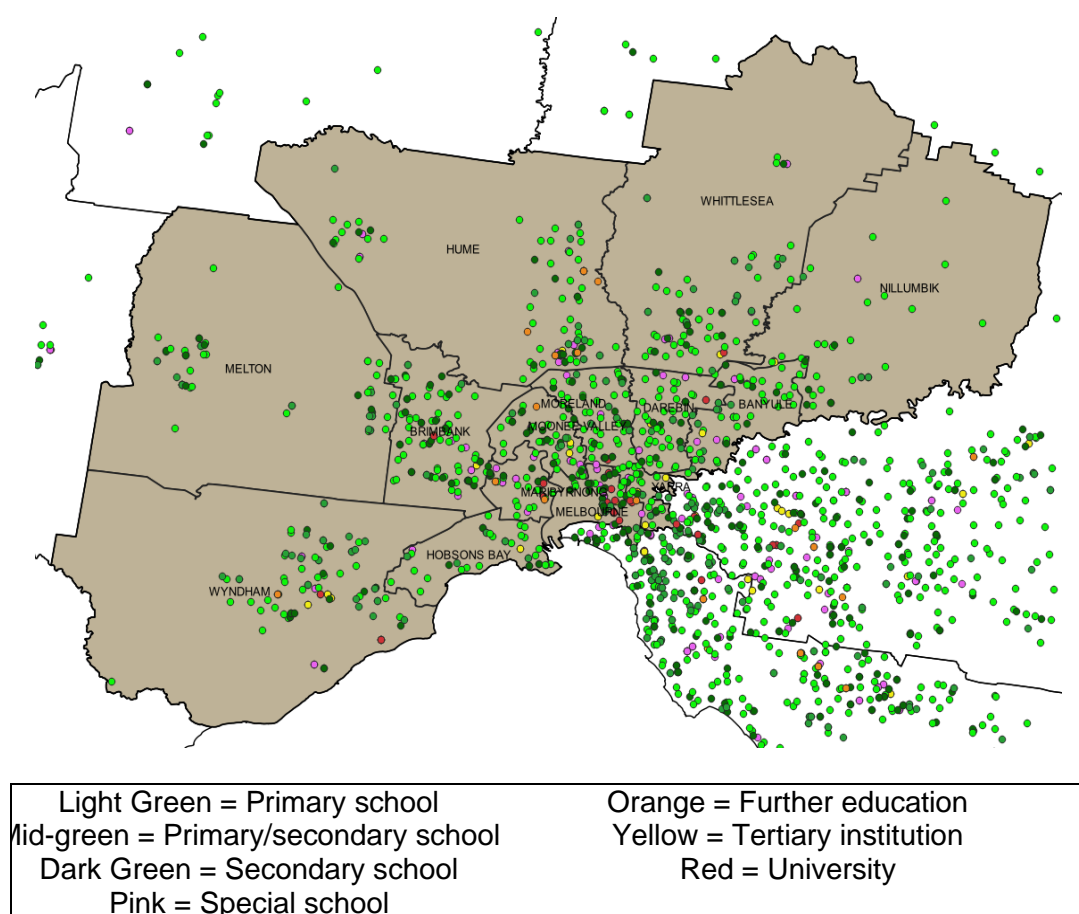 WHITTLESEA
HUME
NILLUMBIK
MELTON
MORELAND
DAREBIN
BANYULE
MOONEE VALLEY
BRIMBANK
MARIBYRNONG
YARRA
MELBOURNE
HOBSONS BAY
WYNDHAM
Light Green = Primary school
Mid-green = Primary/secondary school
Dark Green = Secondary school
Pink = Special school
Orange = Further education
Yellow = Tertiary institution
Red = University